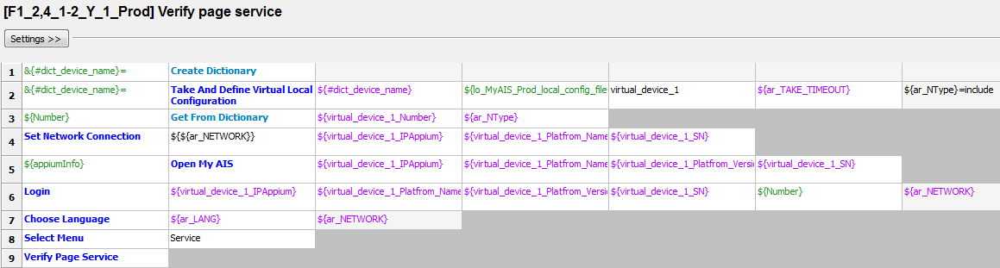 [F1_2,4_1-2_Y_1_Prod] Verify page service
Settings >>
1 &{#dict_device_name}= Create Dictionary
2 &{#dict_device_name}= Take And Define Virtual Local Configuration ${#dict_device_name} ${lo_MyAIS_Prod_local_config_file virtual_device_1 ${ar_TAKE_TIMEOUT} ${ar_NType}=include
3 ${Number} Get From Dictionary ${virtual_device_1_Number} ${ar_NType}
4 Set Network Connection ${${ar_NETWORK}} ${virtual_device_1_IPAppium} ${virtual_device_1_Platfrom_Name ${virtual_device_1_SN}
5 ${appiumInfo} Open My AIS ${virtual_device_1_IPAppium} ${virtual_device_1_Platfrom_Name ${virtual_device_1_Platfrom_Versi ${virtual_device_1_SN}
6 Login ${virtual_device_1_IPAppium} ${virtual_device_1_Platfrom_Name ${virtual_device_1_Platfrom_Versi ${virtual_device_1_SN} ${Number} ${ar_NETWORK}
7 Choose Language ${ar_LANG} ${ar_NETWORK}
8 Select Menu Service
9 Verify Page Service